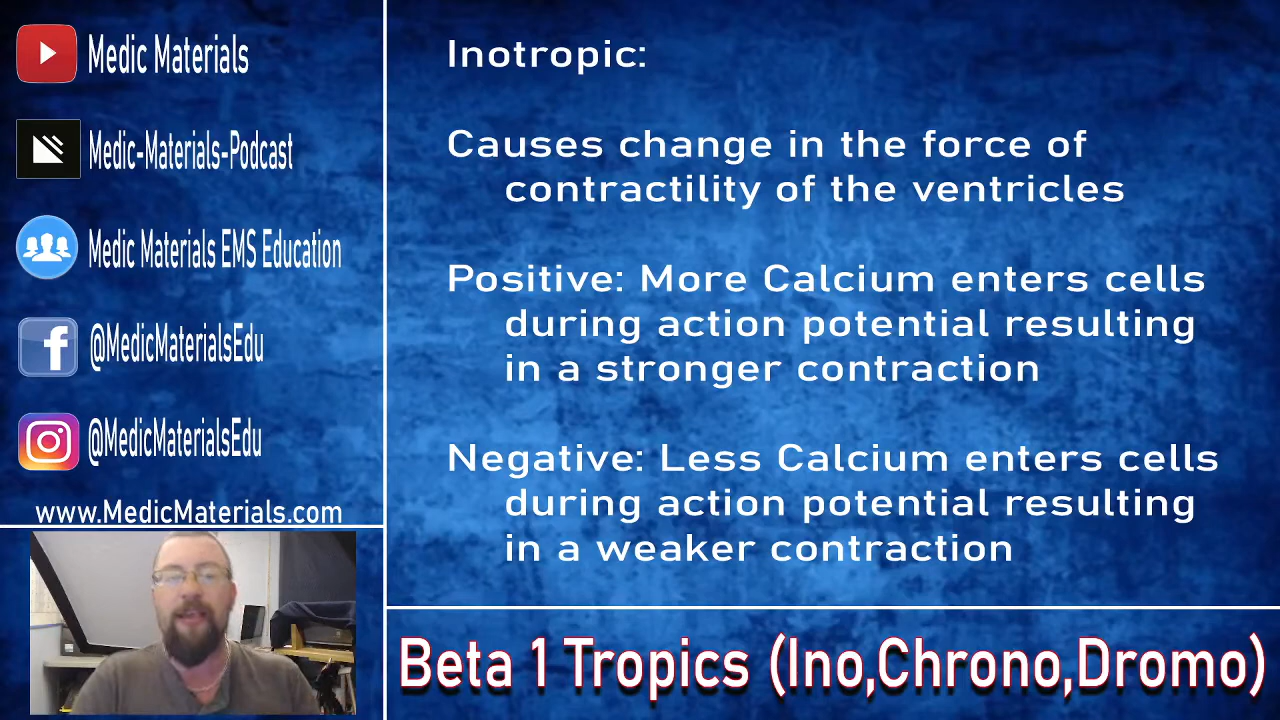 Medic Materials
Medic-Materials-Podcast
Medic Materials EMS Education
@MedicMaterialsEdu
@MedicMaterialsEdu
www.MedicMaterials.com
Inotropic:
Causes change in the force of
contractility of the ventricles
Positive: More Calcium enters cells
during action potential resulting
in a stronger contraction
Negative: Less Calcium enters cells
during action potential resulting
in a weaker contraction
Beta 1 Tropics (Ino,Chrono,Dromo)